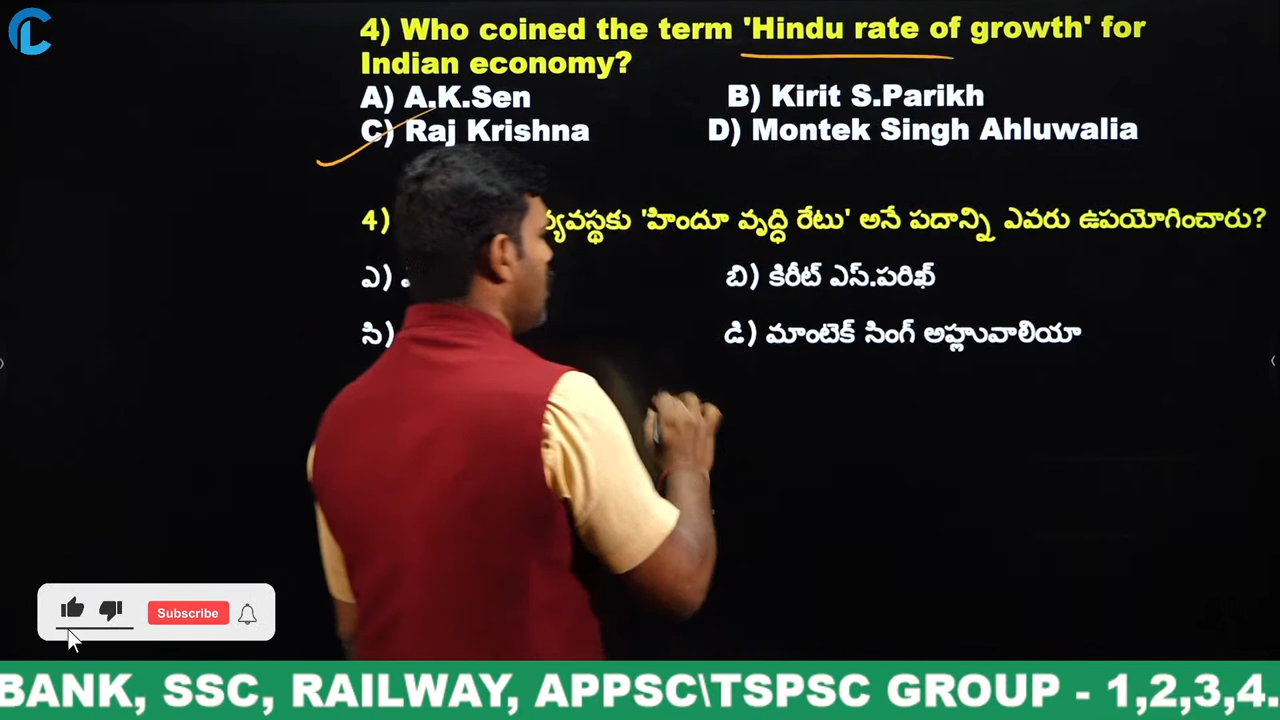 4) Who coined the term 'Hindu rate of growth' for
Indian economy?
A) A.K.Sen B) Kirit S.Parikh
C) Raj Krishna D) Montek Singh Ahluwalia
4) 'హిందూ వృద్ధి రేటు' అనే పదాన్ని ఎవరు ఉపయోగించారు?
ఎ) బి) కిరీట్ ఎస్.పరిఖ్
సి) డి) మాంటెక్ సింగ్ అహ్లువాలియా
Subscribe
BANK, SSC, RAILWAY, APPSC\TSPSC GROUP - 1,2,3,4.